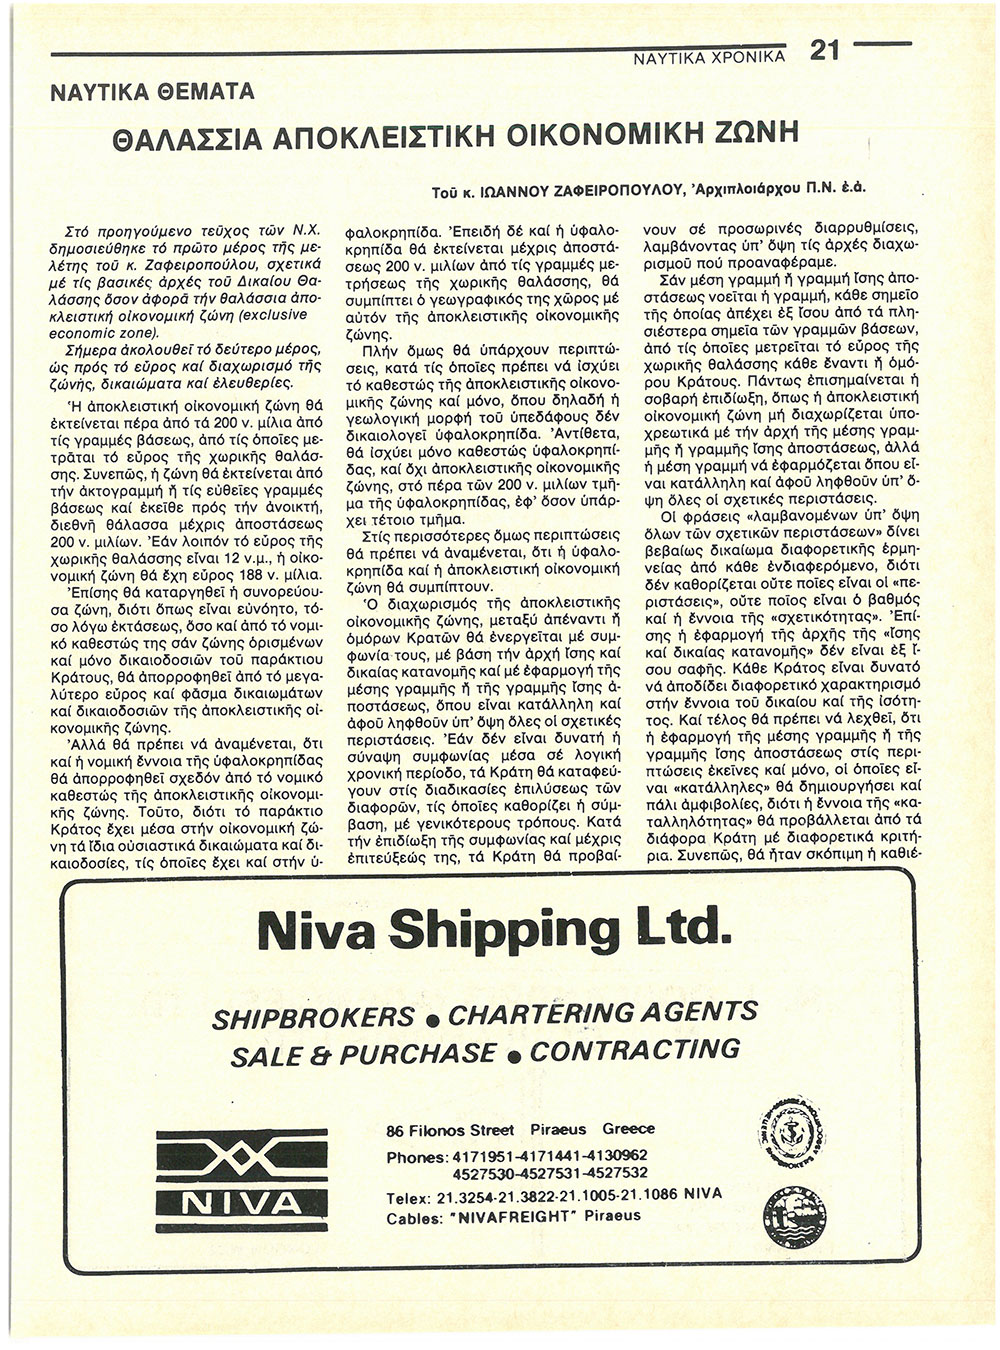 ΝΑΥΤΙΚΑ ΧΡΟΝΙΚΑ 21
ΝΑΥΤΙΚΑ ΘΕΜΑΤΑ
ΘΑΛΑΣΣΙΑ ΑΠΟΚΛΕΙΣΤΙΚΗ ΟΙΚΟΝΟΜΙΚΗ ΖΩΝΗ
Τοῦ κ. ΙΩΑΝΝΟΥ ΖΑΦΕΙΡΟΠΟΥΛΟΥ, Ἀρχιπλοιάρχου Π.Ν. ἐ.ἀ.
Στό προηγούμενο τεῦχος τῶν Ν.Χ.
δημοσιεύθηκε τό πρῶτο μέρος τῆς με-
λέτης τοῦ κ. Ζαφειροπούλου, σχετικά
μέ τίς βασικές ἀρχές τοῦ Δικαίου Θα-
λάσσης ὅσον ἀφορᾶ τήν θαλάσσια ἀπο-
κλειστική οἰκονομική ζώνη (exclusive
economic zone).
Σήμερα ἀκολουθεῖ τό δεύτερο μέρος,
ὡς πρός τό εὖρος καί διαχωρισμό τῆς
ζώνης, δικαιώματα καί ἐλευθερίες.
Ἡ ἀποκλειστική οἰκονομική ζώνη θά
ἐκτείνεται πέρα ἀπό τά 200 ν. μίλια ἀπό
τίς γραμμές βάσεως, ἀπό τίς ὁποῖες με-
τρᾶται τό εὖρος τῆς χωρικῆς θαλάσ-
σης. Συνεπῶς, ἡ ζώνη θά ἐκτείνεται ἀπό
τήν ἀκτογραμμή ἤ τίς εὐθεῖες γραμμές
βάσεως καί ἐκεῖθε πρός τήν ἀνοικτή,
διεθνῆ θάλασσα μέχρις ἀποστάσεως
200 ν. μιλίων. Ἐάν λοιπόν τό εὖρος τῆς
χωρικῆς θαλάσσης εἶναι 12 ν.μ., ἡ οἰκο-
νομική ζώνη θά ἔχη εὖρος 188 ν. μίλια.
Ἐπίσης θά καταργηθεῖ ἡ συνορεύου-
σα ζώνη, διότι ὅπως εἶναι εὐνόητο, τό-
σο λόγω ἐκτάσεως, ὅσο καί ἀπό τό νομι-
κό καθεστώς της σάν ζώνης ὁρισμένων
καί μόνο δικαιοδοσιῶν τοῦ παράκτιου
Κράτους, θά ἀπορροφηθεῖ ἀπό τό μεγα-
λύτερο εὖρος καί φᾶσμα δικαιωμάτων
καί δικαιοδοσιῶν τῆς ἀποκλειστικῆς οἰ-
κονομικῆς ζώνης.
Ἀλλά θά πρέπει νά ἀναμένεται, ὅτι
καί ἡ νομική ἔννοια τῆς ὑφαλοκρηπίδας
θά ἀπορροφηθεῖ σχεδόν ἀπό τό νομικό
καθεστώς τῆς ἀποκλειστικῆς οἰκονομι-
κῆς ζώνης. Τοῦτο, διότι τό παράκτιο
Κράτος ἔχει μέσα στήν οἰκονομική ζώ-
νη τά ἴδια οὐσιαστικά δικαιώματα καί δι-
καιοδοσίες, τίς ὁποῖες ἔχει καί στήν ὑ-
φαλοκρηπίδα. Ἐπειδή δέ καί ἡ ὑφαλο-
κρηπίδα θά ἐκτείνεται μέχρις ἀποστά-
σεως 200 ν. μιλίων ἀπό τίς γραμμές με-
τρήσεως τῆς χωρικῆς θαλάσσης, θά
συμπίπτει ὁ γεωγραφικός της χῶρος μέ
αὐτόν τῆς ἀποκλειστικῆς οἰκονομικῆς
ζώνης.
Πλήν ὅμως θά ὑπάρχουν περιπτώ-
σεις, κατά τίς ὁποῖες πρέπει νά ἰσχύει
τό καθεστώς τῆς ἀποκλειστικῆς οἰκονο-
μικῆς ζώνης καί μόνο, ὅπου δηλαδή ἡ
γεωλογική μορφή τοῦ ὑπεδάφους δέν
δικαιολογεῖ ὑφαλοκρηπίδα. Ἀντίθετα,
θά ἰσχύει μόνο καθεστώς ὑφαλοκρηπί-
δας, καί ὄχι ἀποκλειστικῆς οἰκονομικῆς
ζώνης, στό πέρα τῶν 200 ν. μιλίων τμῆ-
μα τῆς ὑφαλοκρηπίδας, ἐφ' ὅσον ὑπάρ-
χει τέτοιο τμῆμα.
Στίς περισσότερες ὅμως περιπτώσεις
θά πρέπει νά ἀναμένεται, ὅτι ἡ ὑφαλο-
κρηπίδα καί ἡ ἀποκλειστική οἰκονομική
ζώνη θά συμπίπτουν.
Ὁ διαχωρισμός τῆς ἀποκλειστικῆς
οἰκονομικῆς ζώνης, μεταξύ ἀπέναντι ἤ
ὁμόρων Κρατῶν θά ἐνεργεῖται μέ συμ-
φωνία τους, μέ βάση τήν ἀρχή ἴσης καί
δικαίας κατανομῆς καί μέ ἐφαρμογή τῆς
μέσης γραμμῆς ἤ τῆς γραμμῆς ἴσης ἀ-
ποστάσεως, ὅπου εἶναι κατάλληλη καί
ἀφοῦ ληφθοῦν ὑπ' ὄψη ὅλες οἱ σχετικές
περιστάσεις. Ἐάν δέν εἶναι δυνατή ἡ
σύναψη συμφωνίας μέσα σέ λογική
χρονική περίοδο, τά Κράτη θά καταφεύ-
γουν στίς διαδικασίες ἐπιλύσεως τῶν
διαφορῶν, τίς ὁποῖες καθορίζει ἡ σύμ-
βαση, μέ γενικότερους τρόπους. Κατά
τήν ἐπιδίωξη τῆς συμφωνίας καί μέχρις
ἐπιτεύξεώς της, τά Κράτη θά προβαί-
νουν σέ προσωρινές διαρρυθμίσεις,
λαμβάνοντας ὑπ' ὄψη τίς ἀρχές διαχω-
ρισμοῦ πού προαναφέραμε.
Σάν μέση γραμμή ἤ γραμμή ἴσης ἀπο-
στάσεως νοεῖται ἡ γραμμή, κάθε σημεῖο
τῆς ὁποίας ἀπέχει ἐξ ἴσου ἀπό τά πλη-
σιέστερα σημεῖα τῶν γραμμῶν βάσεων,
ἀπό τίς ὁποῖες μετρεῖται τό εὖρος τῆς
χωρικῆς θαλάσσης κάθε ἔναντι ἤ ὁμό-
ρου Κράτους. Πάντως ἐπισημαίνεται ἡ
σοβαρή ἐπιδίωξη, ὅπως ἡ ἀποκλειστική
οἰκονομική ζώνη μή διαχωρίζεται ὑπο-
χρεωτικά μέ τήν ἀρχή τῆς μέσης γραμ-
μῆς ἤ γραμμῆς ἴσης ἀποστάσεως, ἀλλά
ἡ μέση γραμμή νά ἐφαρμόζεται ὅπου εἶ-
ναι κατάλληλη καί ἀφοῦ ληφθοῦν ὑπ' ὄ-
ψη ὅλες οἱ σχετικές περιστάσεις.
Οἱ φράσεις «λαμβανομένων ὑπ' ὄψη
ὅλων τῶν σχετικῶν περιστάσεων» δίνει
βεβαίως δικαίωμα διαφορετικῆς ἑρμη-
νείας ἀπό κάθε ἐνδιαφερόμενο, διότι
δέν καθορίζεται οὔτε ποῖες εἶναι οἱ «πε-
ριστάσεις», οὔτε ποῖος εἶναι ὁ βαθμός
καί ἡ ἔννοια τῆς «σχετικότητας». Ἐπί-
σης ἡ ἐφαρμογή τῆς ἀρχῆς τῆς «ἴσης
καί δικαίας κατανομῆς» δέν εἶναι ἐξ ἴ-
σου σαφής. Κάθε Κράτος εἶναι δυνατό
νά ἀποδίδει διαφορετικό χαρακτηρισμό
στήν ἔννοια τοῦ δικαίου καί τῆς ἰσότη-
τος. Καί τέλος θά πρέπει νά λεχθεῖ, ὅτι
ἡ ἐφαρμογή τῆς μέσης γραμμῆς ἤ τῆς
γραμμῆς ἴσης ἀποστάσεως στίς περι-
πτώσεις ἐκεῖνες καί μόνο, οἱ ὁποῖες εἶ-
ναι «κατάλληλες» θά δημιουργήσει καί
πάλι ἀμφιβολίες, διότι ἡ ἔννοια τῆς «κα-
ταλληλότητας» θά προβάλλεται ἀπό τά
διάφορα Κράτη μέ διαφορετικά κριτή-
ρια. Συνεπῶς, θά ἦταν σκόπιμη ἡ καθιέ-
Niva Shipping Ltd.
SHIPBROKERS • CHARTERING AGENTS
SALE & PURCHASE • CONTRACTING
NIVA
86 Filonos Street Piraeus Greece
Phones: 4171951-4171441-4130962
4527530-4527531-4527532
Telex: 21.3254-21.3822-21.1005-21.1086 NIVA
Cables: "NIVAFREIGHT" Piraeus